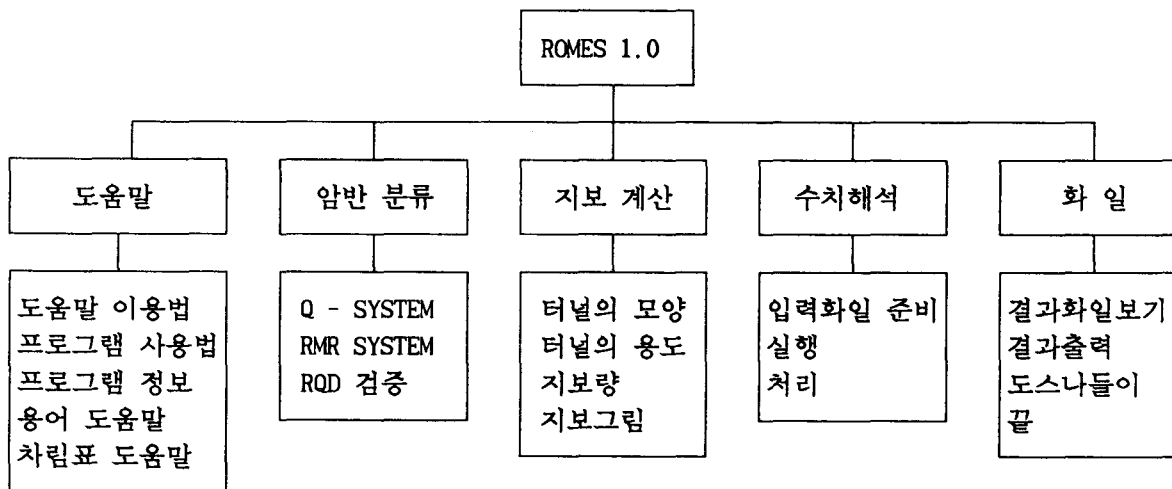 ROMES 1.0
도움말
암반 분류
지보 계산
수치해석
화 일
도움말 이용법
프로그램 사용법
프로그램 정보
용어 도움말
차림표 도움말
Q - SYSTEM
RMR SYSTEM
RQD 검증
터널의 모양
터널의 용도
지보량
지보그림
입력화일 준비
실행
처리
결과화일보기
결과출력
도스나들이
끝